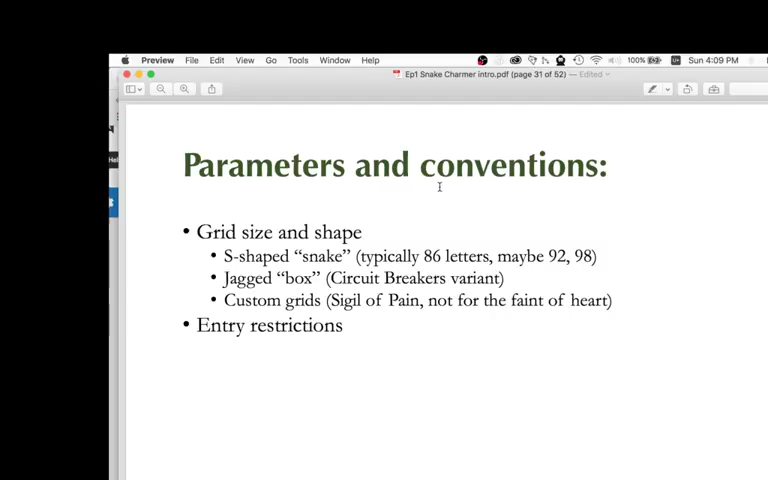 Preview File Edit View Go Tools Window Help 100% Sun 4:09 PM
Ep1 Snake Charmer intro.pdf (page 31 of 52) — Edited
Parameters and conventions:
• Grid size and shape
• S-shaped “snake” (typically 86 letters, maybe 92, 98)
• Jagged “box” (Circuit Breakers variant)
• Custom grids (Sigil of Pain, not for the faint of heart)
• Entry restrictions